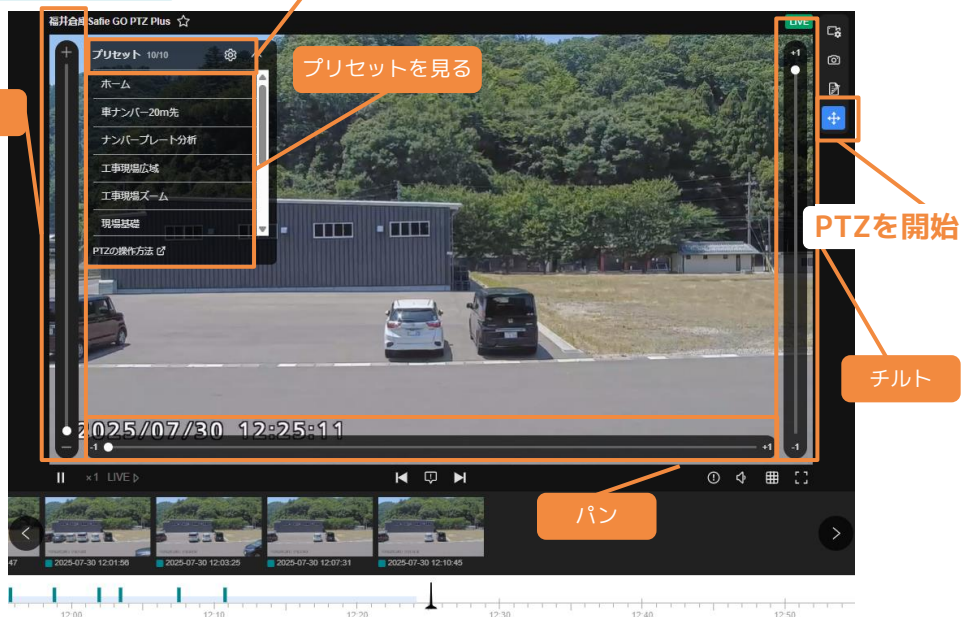 福井倉庫 Safie GO PTZ Plus
LIVE
プリセット 10/10
プリセットを見る
ホーム
車ナンバー20m先
ナンバープレート分析
工事現場広域
工事現場ズーム
現場基礎
PTZの操作方法
+1
PTZを開始
チルト
2025/07/30 12:25:11
-1
+1
-1
×1 LIVE
パン
47
2025-07-30 12:01:56
2025-07-30 12:03:25
2025-07-30 12:07:31
2025-07-30 12:10:45
12:00
12:10
12:20
12:30
12:40
12:50